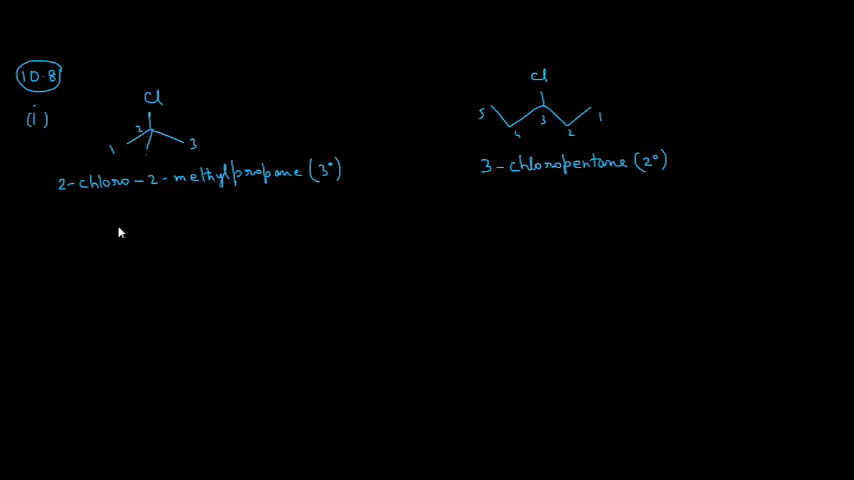 10.8
(i)
Cl
2
1
3
2-chloro-2-methylpropane (3°)
Cl
5
4
3
2
1
3-chloropentane (2°)